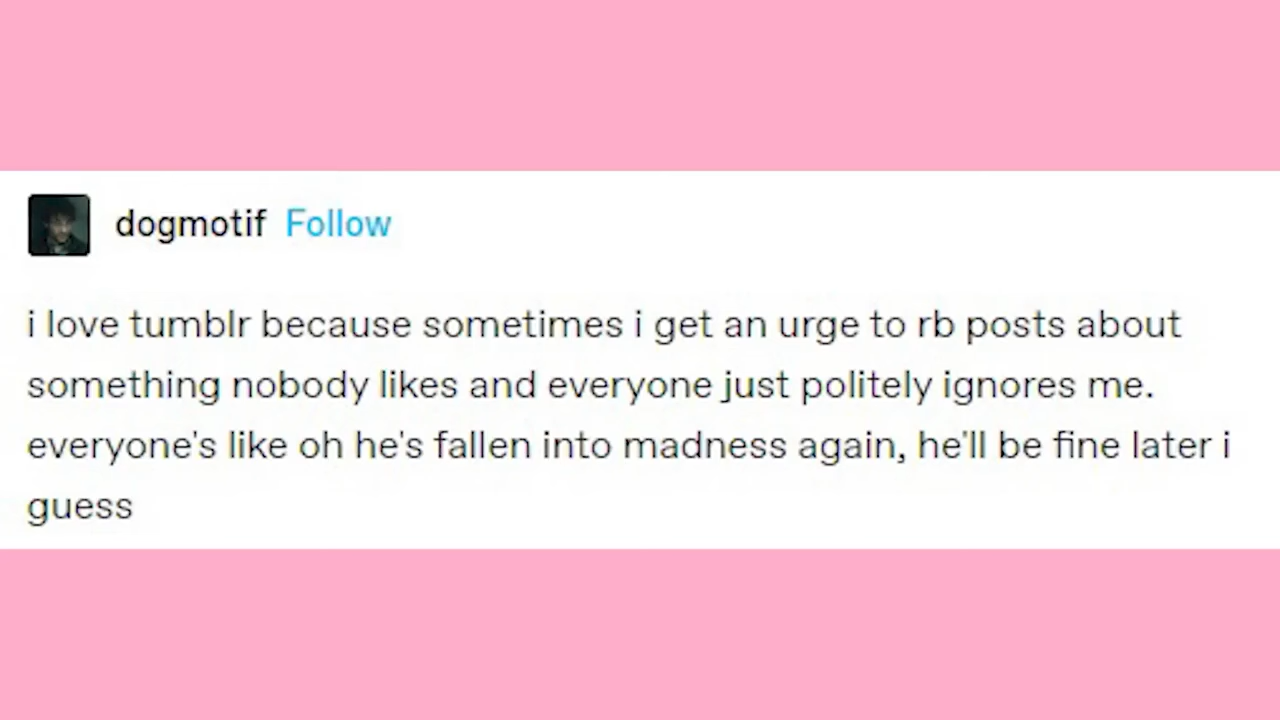 dogmotif Follow
i love tumblr because sometimes i get an urge to rb posts about
something nobody likes and everyone just politely ignores me.
everyone's like oh he's fallen into madness again, he'll be fine later i
guess